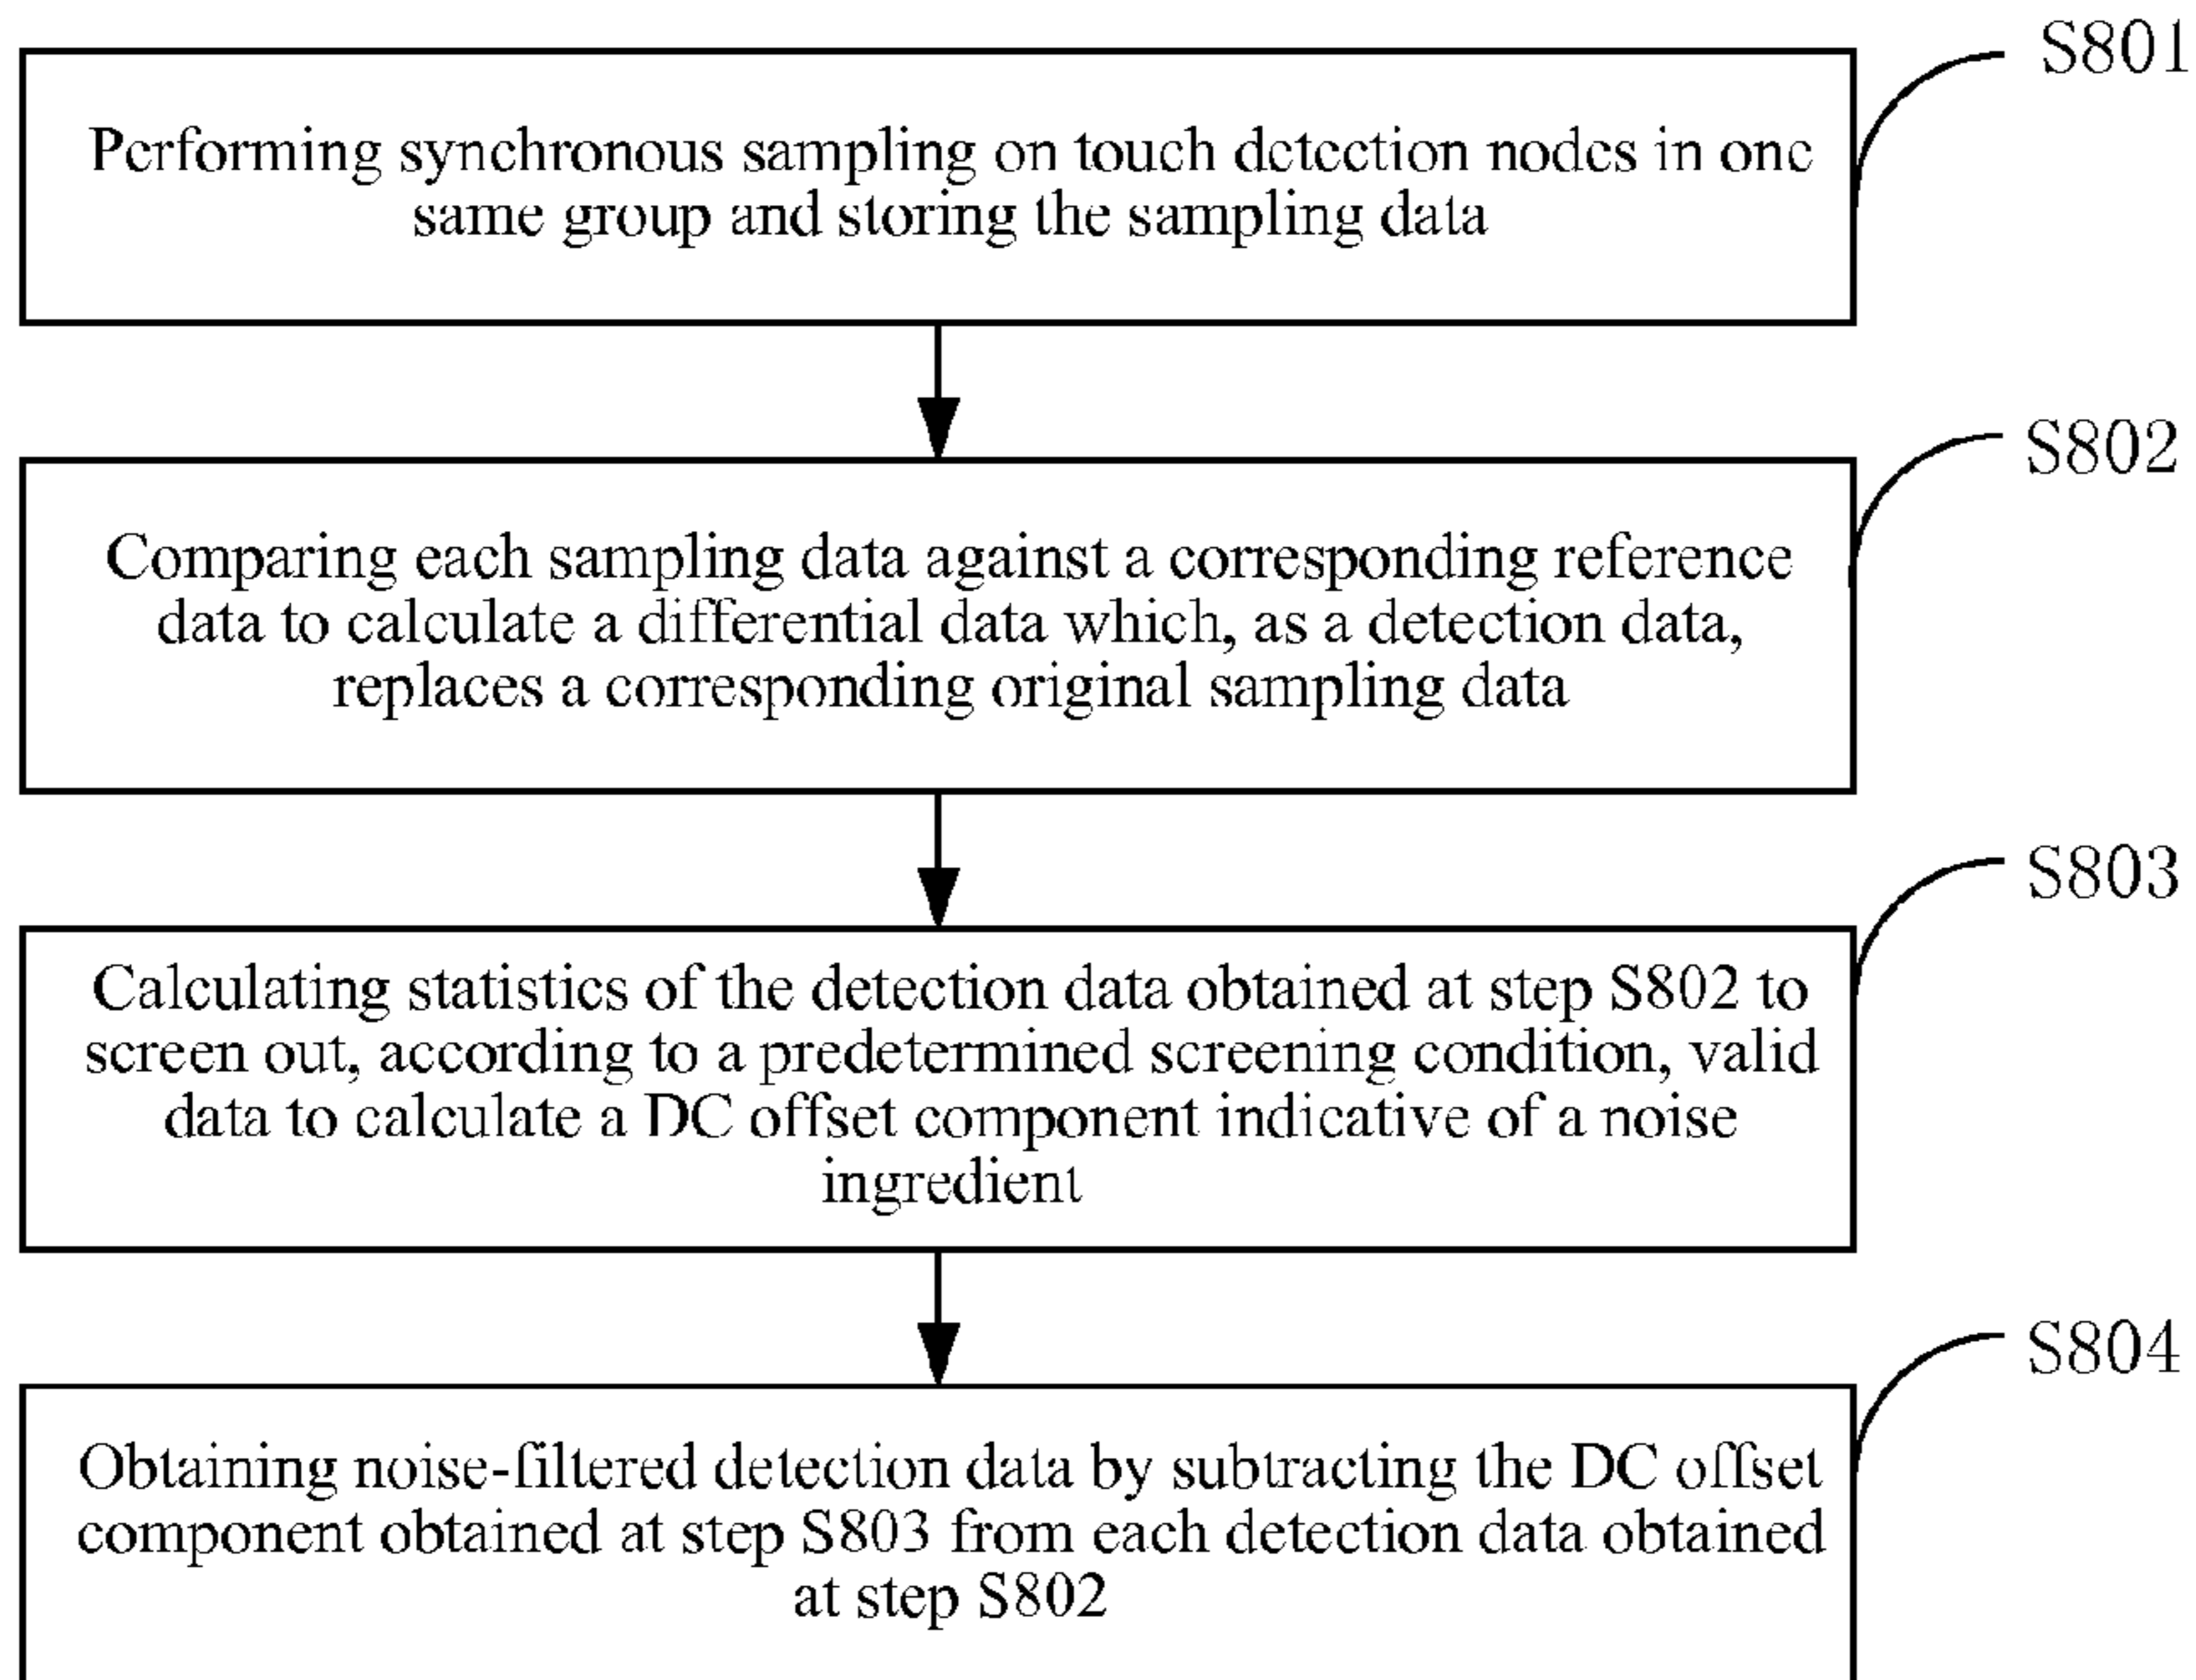 S801
Performing synchronous sampling on touch detection nodes in one
same group and storing the sampling data
S802
Comparing each sampling data against a corresponding reference
data to calculate a differential data which, as a detection data,
replaces a corresponding original sampling data
S803
Calculating statistics of the detection data obtained at step S802 to
screen out, according to a predetermined screening condition, valid
data to calculate a DC offset component indicative of a noise
ingredient
S804
Obtaining noise-filtered detection data by subtracting the DC offset
component obtained at step S803 from each detection data obtained
at step S802